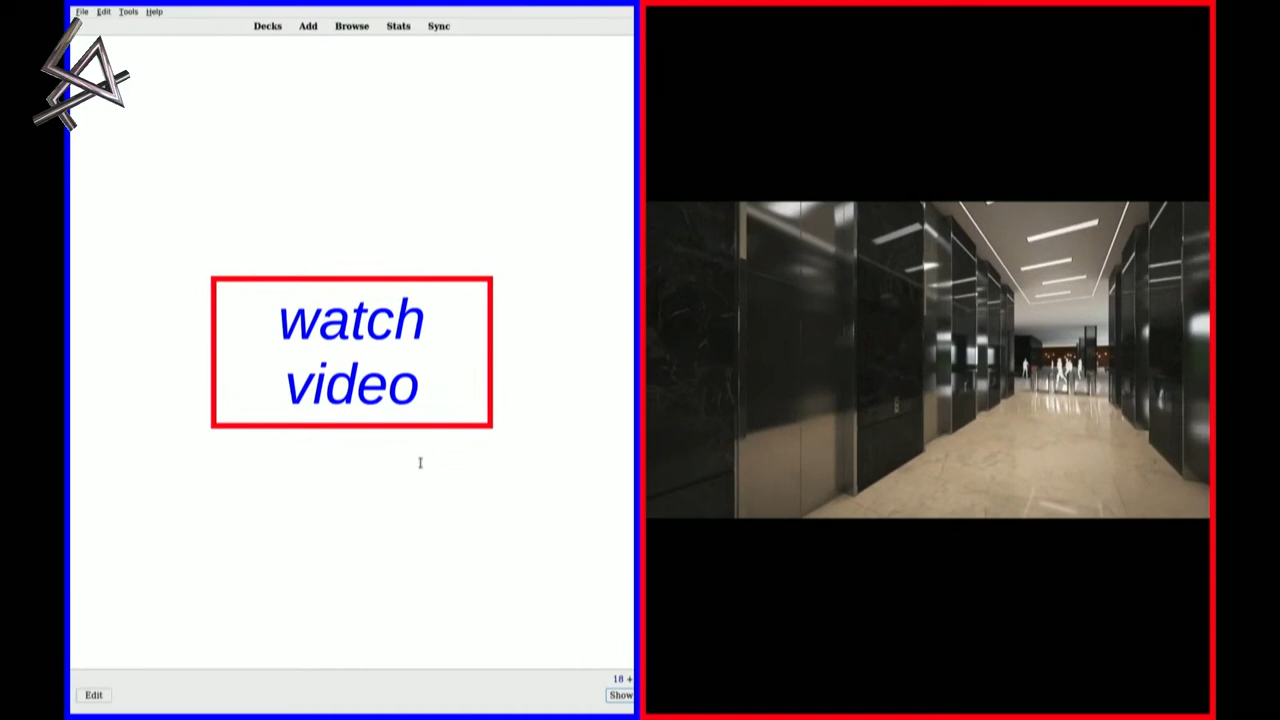 File Edit Tools Help
Decks Add Browse Stats Sync
watch
video
18 +
Edit
Show